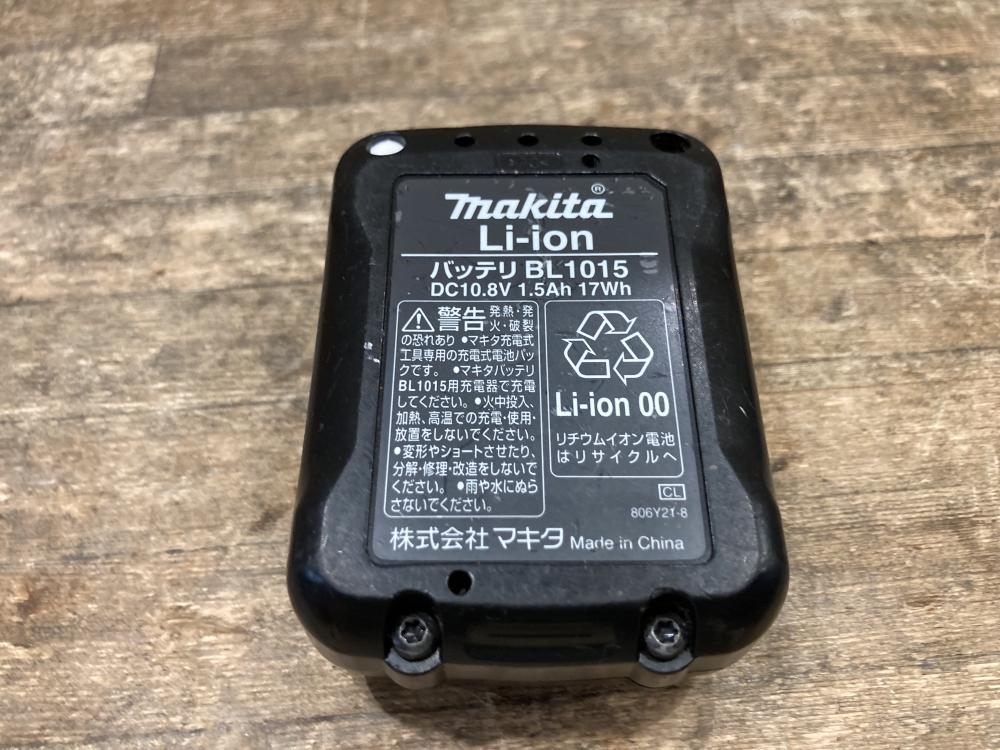 makita®
Li-ion
バッテリ BL1015
DC10.8V 1.5Ah 17Wh
警告 発熱・発
火・破裂
の恐れあり ●マキタ充電式
工具専用の充電式電池パッ
クです。 ●マキタバッテリ
BL1015用充電器で充電
してください。●火中投入、
加熱、高温での充電・使用・
放置をしないでください。
●変形やショートさせたり、
分解・修理・改造をしないで
ください。 ●雨や水にぬら
さないでください。
Li-ion 00
リチウムイオン電池
はリサイクルへ
CL
806Y21-8
株式会社 マキタ Made in China